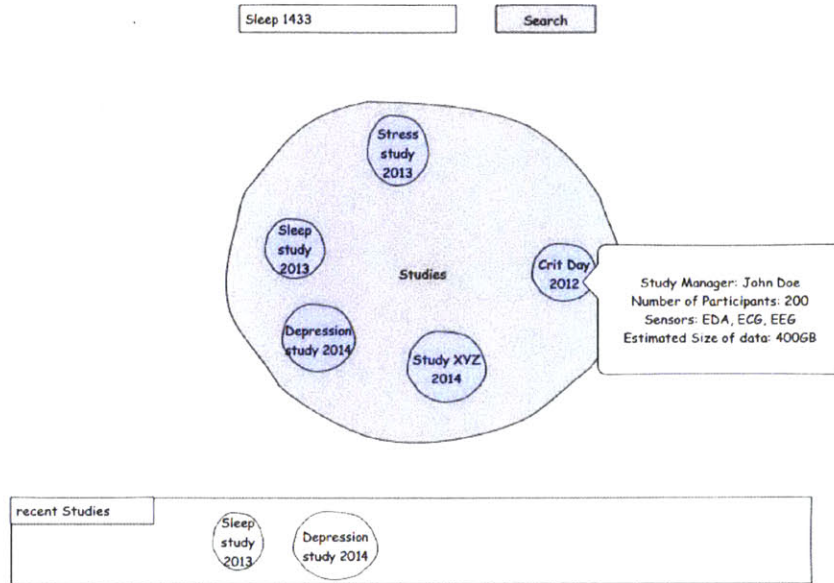 Sleep 1433
Search
Stress
study
2013
Sleep
study
2013
Studies
Crit Day
2012
Study Manager: John Doe
Number of Participants: 200
Sensors: EDA, ECG, EEG
Estimated Size of data: 400GB
Depression
study 2014
Study XYZ
2014
recent Studies
Sleep
study
2013
Depression
study 2014